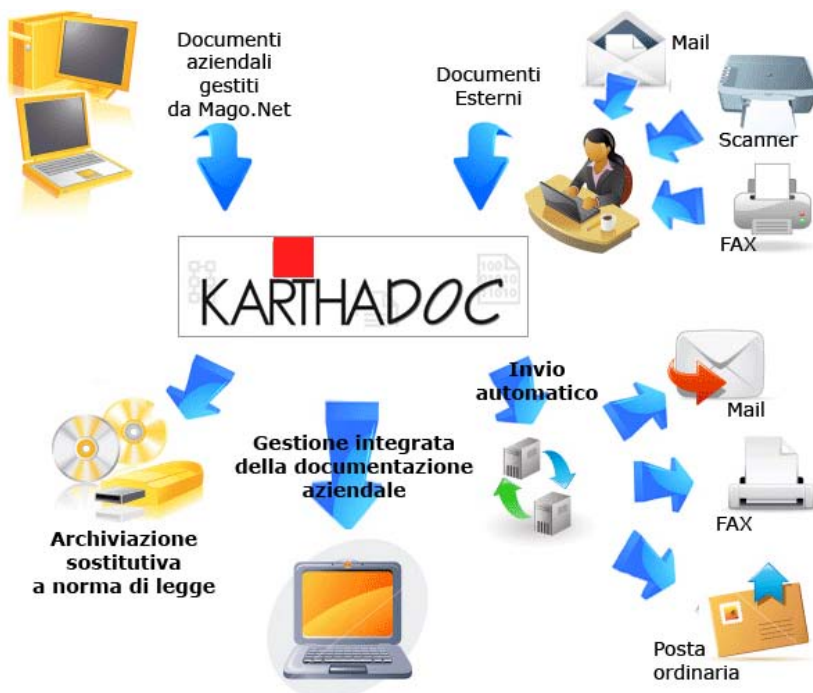 Documenti
aziendali
gestiti
da Mago.Net
Documenti
Esterni
Mail
Scanner
FAX
KARTHADOC
Invio
automatico
Mail
Gestione integrata
della documentazione
aziendale
FAX
Archiviazione
sostitutiva
a norma di legge
Posta
ordinaria